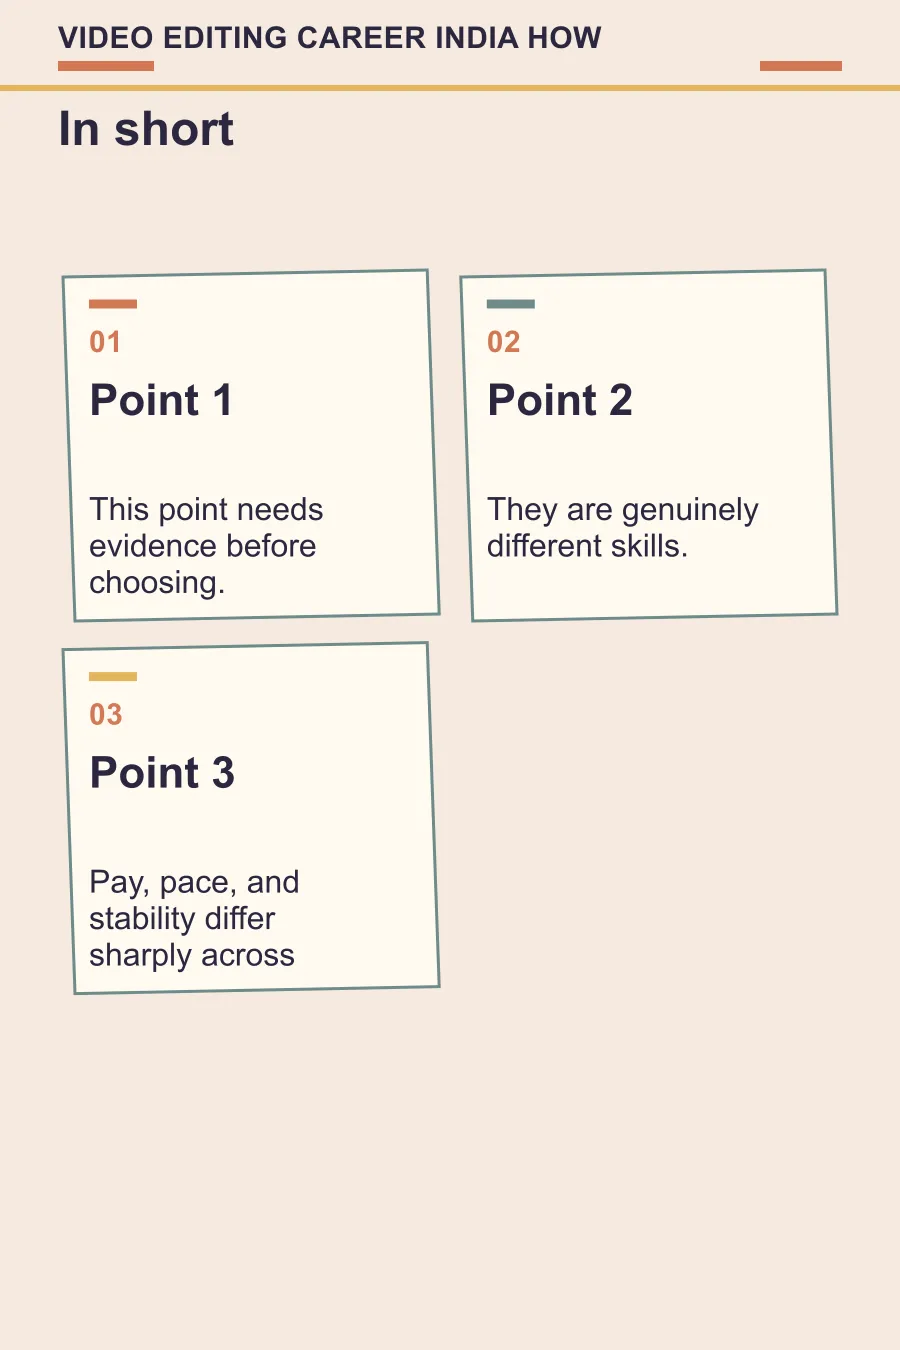 VIDEO EDITING CAREER INDIA HOW
In short
01
Point 1
This point needs
evidence before
choosing.
02
Point 2
They are genuinely
different skills.
03
Point 3
Pay, pace, and
stability differ
sharply across